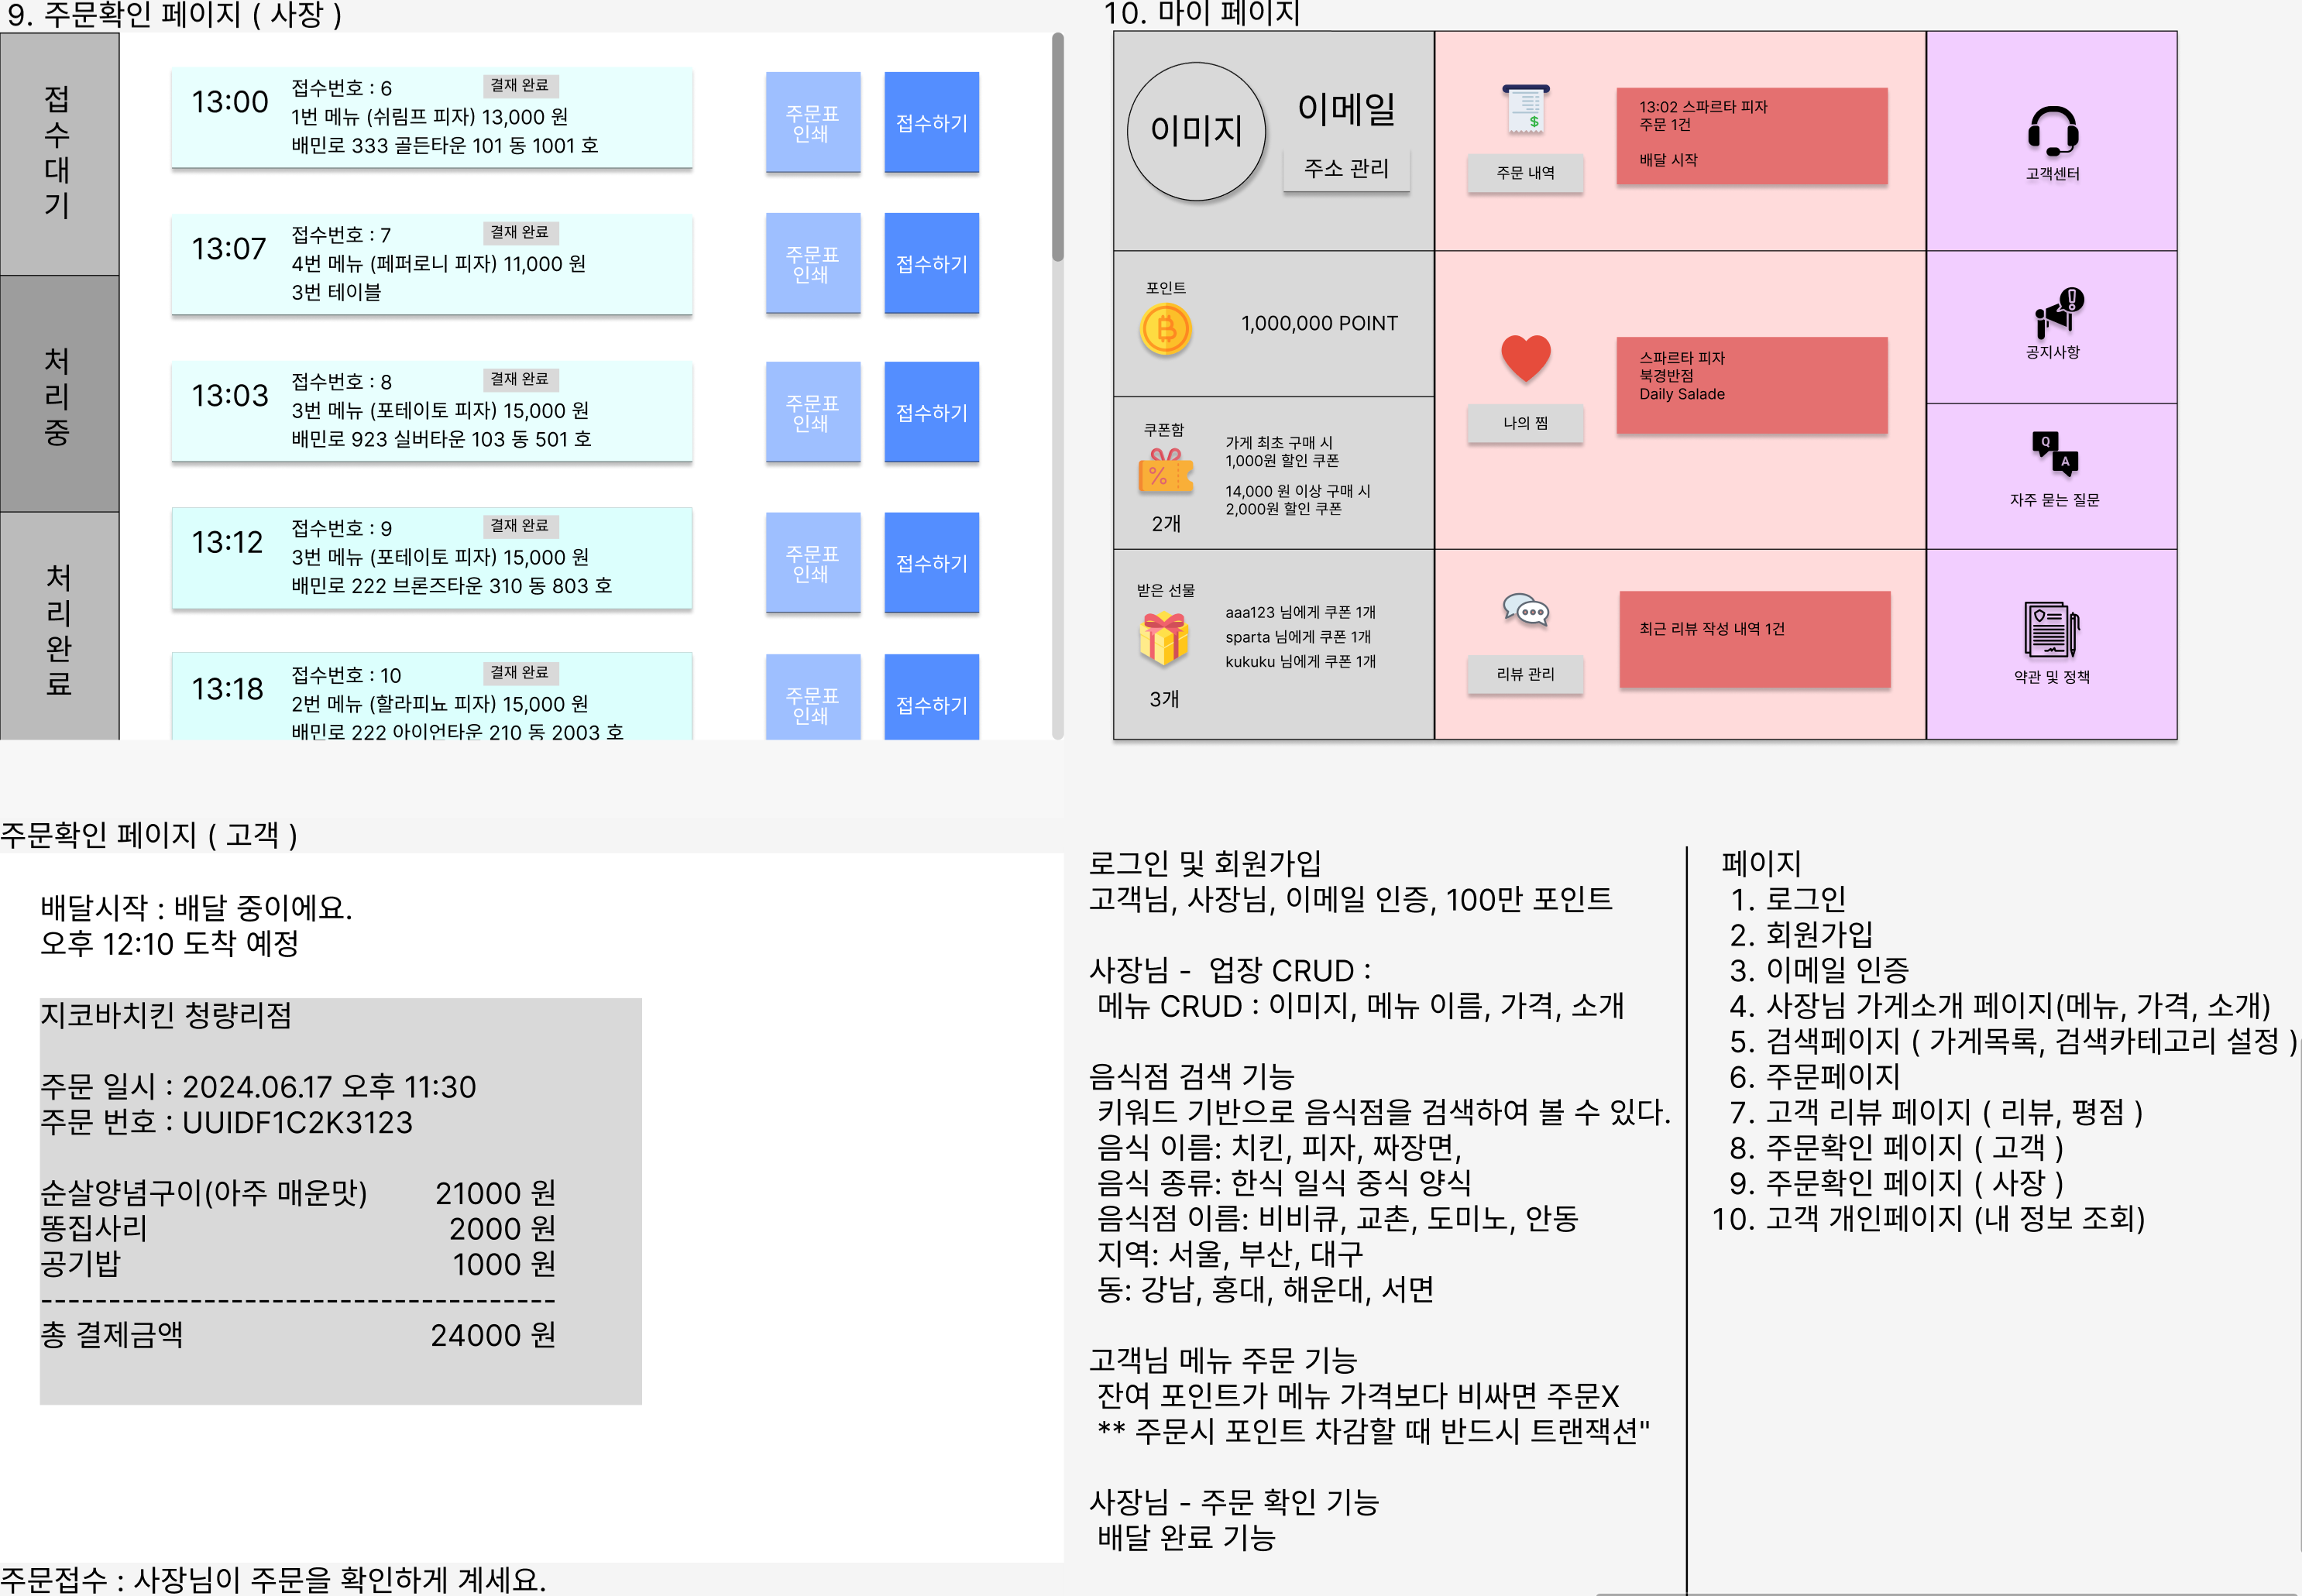 9. 주문확인 페이지 ( 사장 )
접수대기
처리중
처리완료
13:00
접수번호 : 6
결재 완료
1번 메뉴 (쉬림프 피자) 13,000 원
배민로 333 골든타운 101 동 1001 호
주문표
인쇄
접수하기
13:07
접수번호 : 7
결재 완료
4번 메뉴 (페퍼로니 피자) 11,000 원
3번 테이블
주문표
인쇄
접수하기
13:03
접수번호 : 8
결재 완료
3번 메뉴 (포테이토 피자) 15,000 원
배민로 923 실버타운 103 동 501 호
주문표
인쇄
접수하기
13:12
접수번호 : 9
결재 완료
3번 메뉴 (포테이토 피자) 15,000 원
배민로 222 브론즈타운 310 동 803 호
주문표
인쇄
접수하기
13:18
접수번호 : 10
결재 완료
2번 메뉴 (할라피뇨 피자) 15,000 원
배민로 222 아이언타운 210 동 2003 호
주문표
인쇄
접수하기
10. 마이 페이지
이미지
이메일
주소 관리
포인트
1,000,000 POINT
쿠폰함
2개
가게 최초 구매 시
1,000원 할인 쿠폰
14,000 원 이상 구매 시
2,000원 할인 쿠폰
받은 선물
3개
aaa123 님에게 쿠폰 1개
sparta 님에게 쿠폰 1개
kukuku 님에게 쿠폰 1개
주문 내역
13:02 스파르타 피자
주문 1건
배달 시작
나의 찜
스파르타 피자
북경반점
Daily Salade
리뷰 관리
최근 리뷰 작성 내역 1건
고객센터
공지사항
Q
A
자주 묻는 질문
약관 및 정책
주문확인 페이지 ( 고객 )
배달시작 : 배달 중이에요.
오후 12:10 도착 예정
지코바치킨 청량리점
주문 일시 : 2024.06.17 오후 11:30
주문 번호 : UUIDF1C2K3123
순살양념구이(아주 매운맛) 21000 원
똥집사리 2000 원
공기밥 1000 원
--------------------------------------
총 결제금액 24000 원
주문접수 : 사장님이 주문을 확인하게 계세요.
로그인 및 회원가입
고객님, 사장님, 이메일 인증, 100만 포인트
사장님 - 업장 CRUD :
메뉴 CRUD : 이미지, 메뉴 이름, 가격, 소개
음식점 검색 기능
키워드 기반으로 음식점을 검색하여 볼 수 있다.
음식 이름: 치킨, 피자, 짜장면,
음식 종류: 한식 일식 중식 양식
음식점 이름: 비비큐, 교촌, 도미노, 안동
지역: 서울, 부산, 대구
동: 강남, 홍대, 해운대, 서면
고객님 메뉴 주문 기능
잔여 포인트가 메뉴 가격보다 비싸면 주문X
** 주문시 포인트 차감할 때 반드시 트랜잭션"
사장님 - 주문 확인 기능
배달 완료 기능
페이지
1. 로그인
2. 회원가입
3. 이메일 인증
4. 사장님 가게소개 페이지(메뉴, 가격, 소개)
5. 검색페이지 ( 가게목록, 검색카테고리 설정 )
6. 주문페이지
7. 고객 리뷰 페이지 ( 리뷰, 평점 )
8. 주문확인 페이지 ( 고객 )
9. 주문확인 페이지 ( 사장 )
10. 고객 개인페이지 (내 정보 조회)